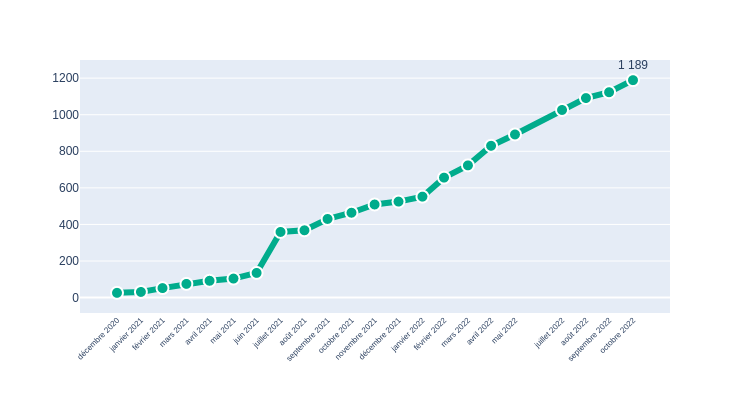 1 189
1200
1000
800
600
400
200
0
décembre 2020
janvier 2021
février 2021
mars 2021
avril 2021
mai 2021
juin 2021
juillet 2021
août 2021
septembre 2021
octobre 2021
novembre 2021
décembre 2021
janvier 2022
février 2022
mars 2022
avril 2022
mai 2022
juillet 2022
août 2022
septembre 2022
octobre 2022